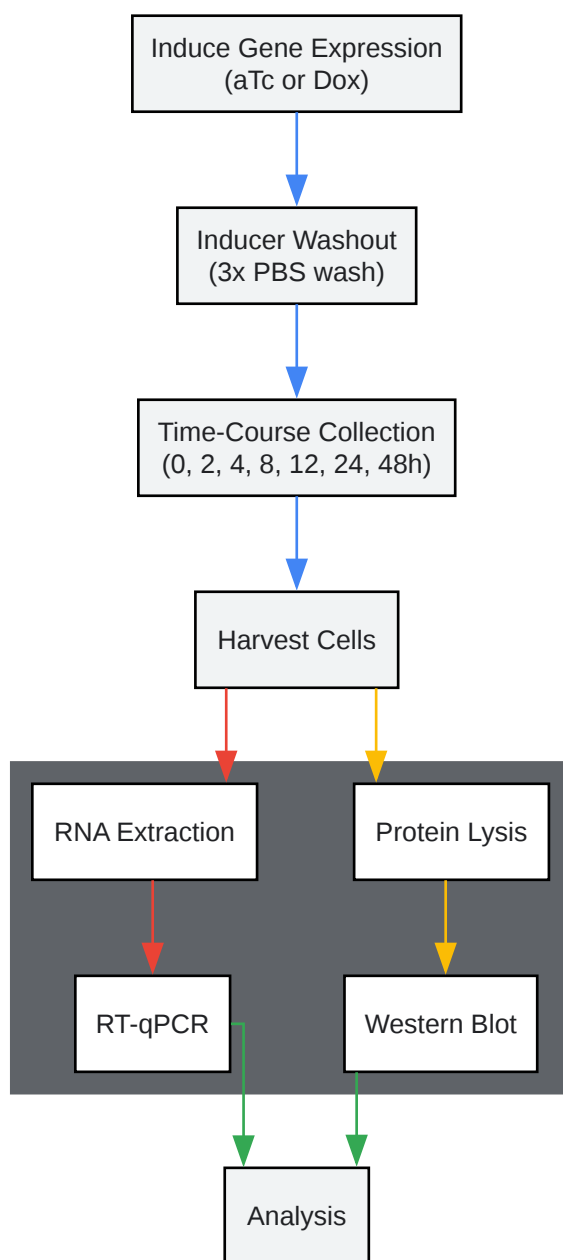 Induce Gene Expression
(aTc or Dox)
Inducer Washout
(3x PBS wash)
Time-Course Collection
(0, 2, 4, 8, 12, 24, 48h)
Harvest Cells
RNA Extraction
Protein Lysis
RT-qPCR
Western Blot
Analysis